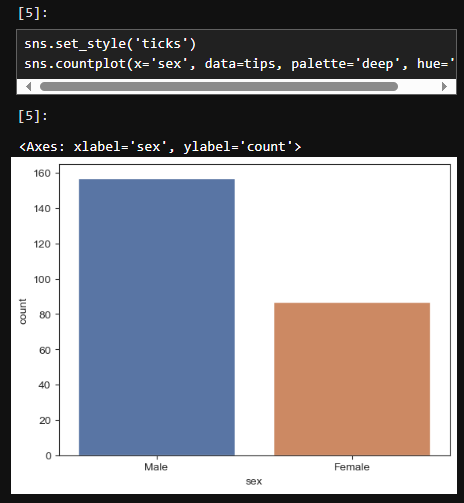 [5]:
sns.set_style('ticks')
sns.countplot(x='sex', data=tips, palette='deep', hue='
[5]:
<Axes: xlabel='sex', ylabel='count'>
160
140
120
100
80
60
40
20
0
count
Male Female
sex